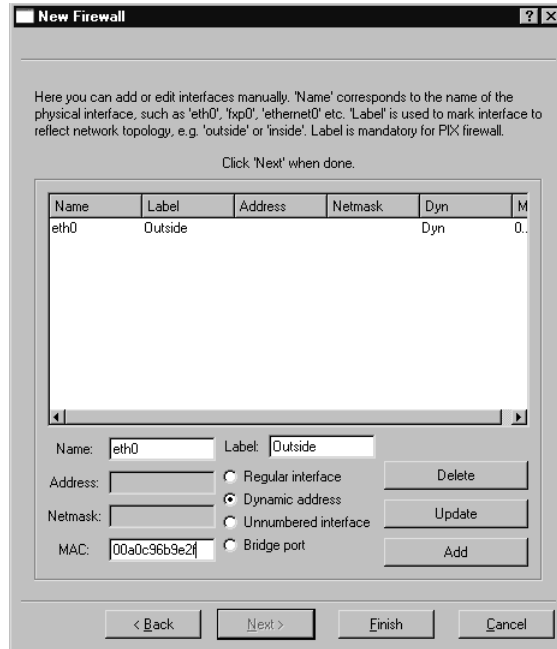 New Firewall
Here you can add or edit interfaces manually. 'Name' corresponds to the name of the
physical interface, such as 'eth0', 'fxp0', 'ethernet0' etc. 'Label' is used to mark interface to
reflect network topology, e.g. 'outside' or 'inside'. Label is mandatory for PIX firewall.
Click 'Next' when done.
Name Label Address Netmask Dyn M
eth0 Outside Dyn 0..
Name: eth0 Label: Outside
Address: Regular interface Delete
Dynamic address
Netmask: Unnumbered interface Update
MAC: 00a0c96b9e2f Bridge port Add
< Back Next > Finish Cancel